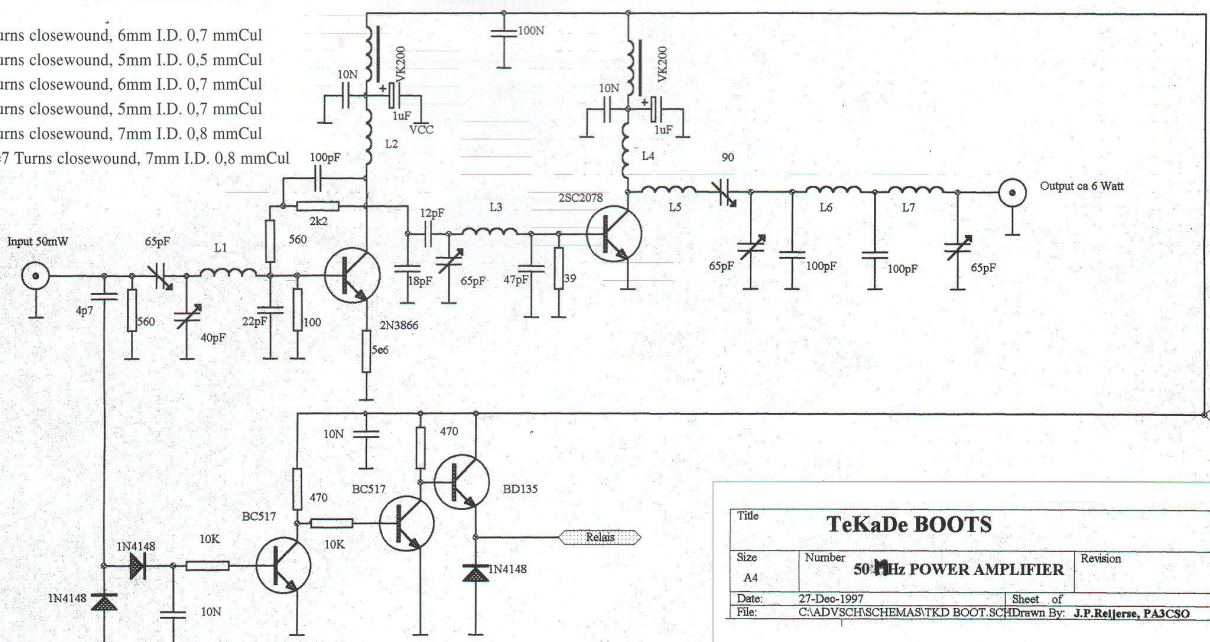 urns closewound, 6mm I.D. 0,7 mmCul
urns closewound, 5mm I.D. 0,5 mmCul
urns closewound, 6mm I.D. 0,7 mmCul
urns closewound, 5mm I.D. 0,7 mmCul
urns closewound, 7mm I.D. 0,8 mmCul
=7 Turns closewound, 7mm I.D. 0,8 mmCul
100N
VK200
VK200
10N
+
1uF
VCC
10N
+
1uF
L2
L4
100pF
2k2
560
90
2SC2078
L5
L6
L7
Output ca 6 Watt
12pF
L3
Input 50mW
65pF
L1
4p7
560
40pF
22pF
100
2N3866
5e6
18pF
65pF
47pF
39
65pF
100pF
100pF
65pF
10N
470
470
BC517
BC517
BD135
10K
10K
Relais
1N4148
1N4148
1N4148
10N
Title
TeKaDe BOOTS
Size
A4
Number
50 MHz POWER AMPLIFIER
Revision
Date: 27-Dec-1997 Sheet of
File: C:\ADVSCH\SCHEMAS\TKD BOOT.SCH Drawn By: J.P.Reijerse, PA3CSO